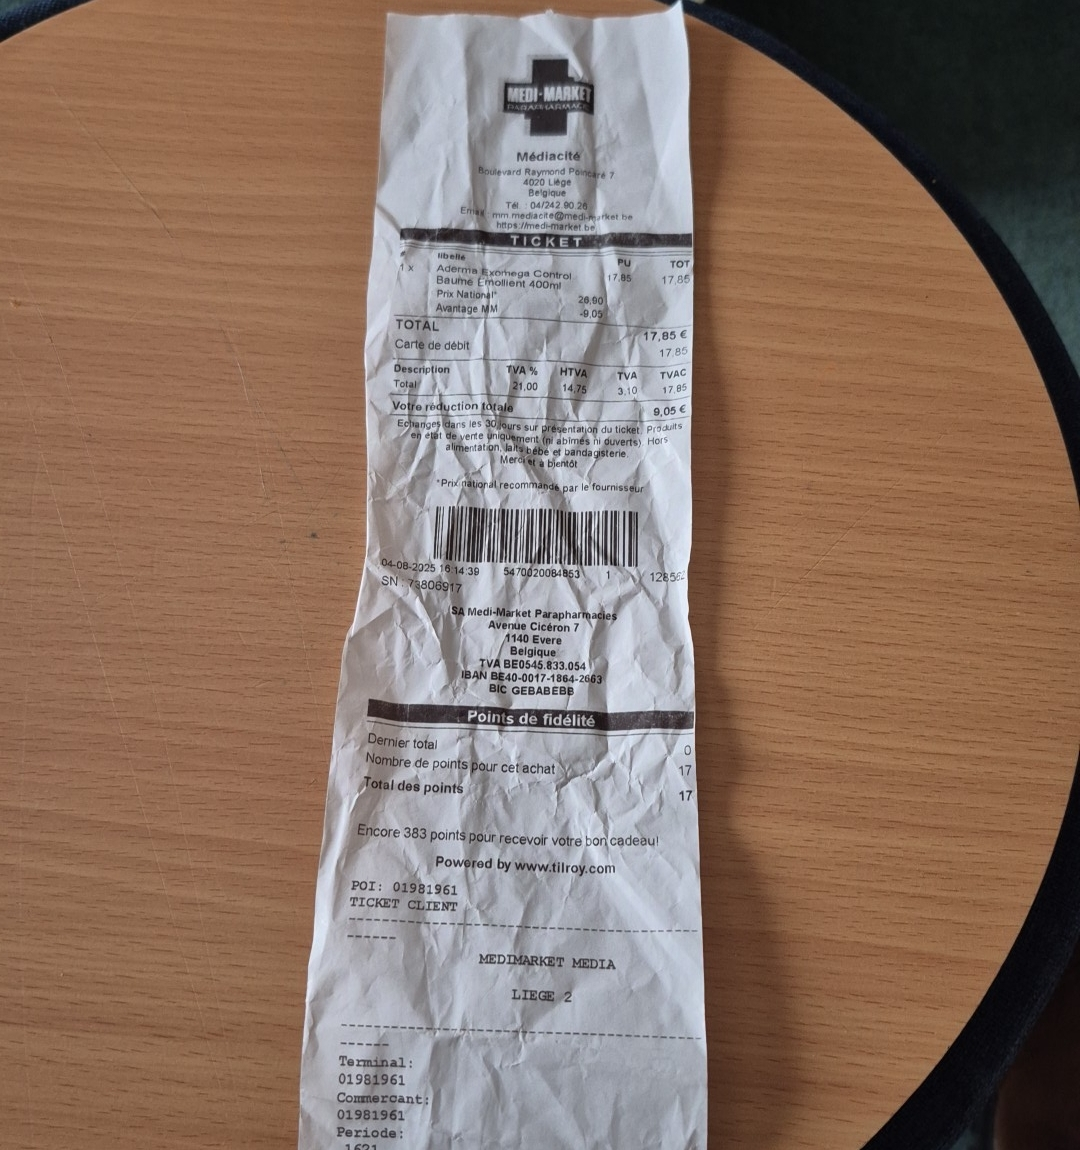 MEDI-MARKET
PARAPHARMACIE
Médiacité
Boulevard Raymond Poincaré 7
4020 Liège
Belgique
Tél. : 04/242.90.26
Email : mm.mediacite@medi-market.be
https://medi-market.be
TICKET
libellé PU TOT
1 x Aderma Exomega Control 17,85 17,85
Baume Émollient 400ml
Prix National* 26,90
Avantage MM -9,05
TOTAL 17,85 €
Carte de débit 17,85
Description TVA % HTVA TVA TVAC
Total 21,00 14,75 3,10 17,85
Votre réduction totale 9,05 €
Echanges dans les 30 jours sur présentation du ticket. Produits
en état de vente uniquement (ni abîmés ni ouverts) Hors
alimentation, laits bébé et bandagisterie.
Merci et à bientôt
*Prix national recommandé par le fournisseur
04-08-2025 16:14:39 5470020084853 1 128562
SN : 73806917
SA Medi-Market Parapharmacies
Avenue Cicéron 7
1140 Evere
Belgique
TVA BE0545.833.054
IBAN BE40-0017-1864-2663
BIC GEBABEBB
Points de fidélité
Dernier total 0
Nombre de points pour cet achat 17
Total des points 17
Encore 383 points pour recevoir votre bon cadeau!
Powered by www.tilroy.com
POI: 01981961
TICKET CLIENT
MEDIMARKET MEDIA
LIEGE 2
Terminal:
01981961
Commercant:
01981961
Periode:
1621